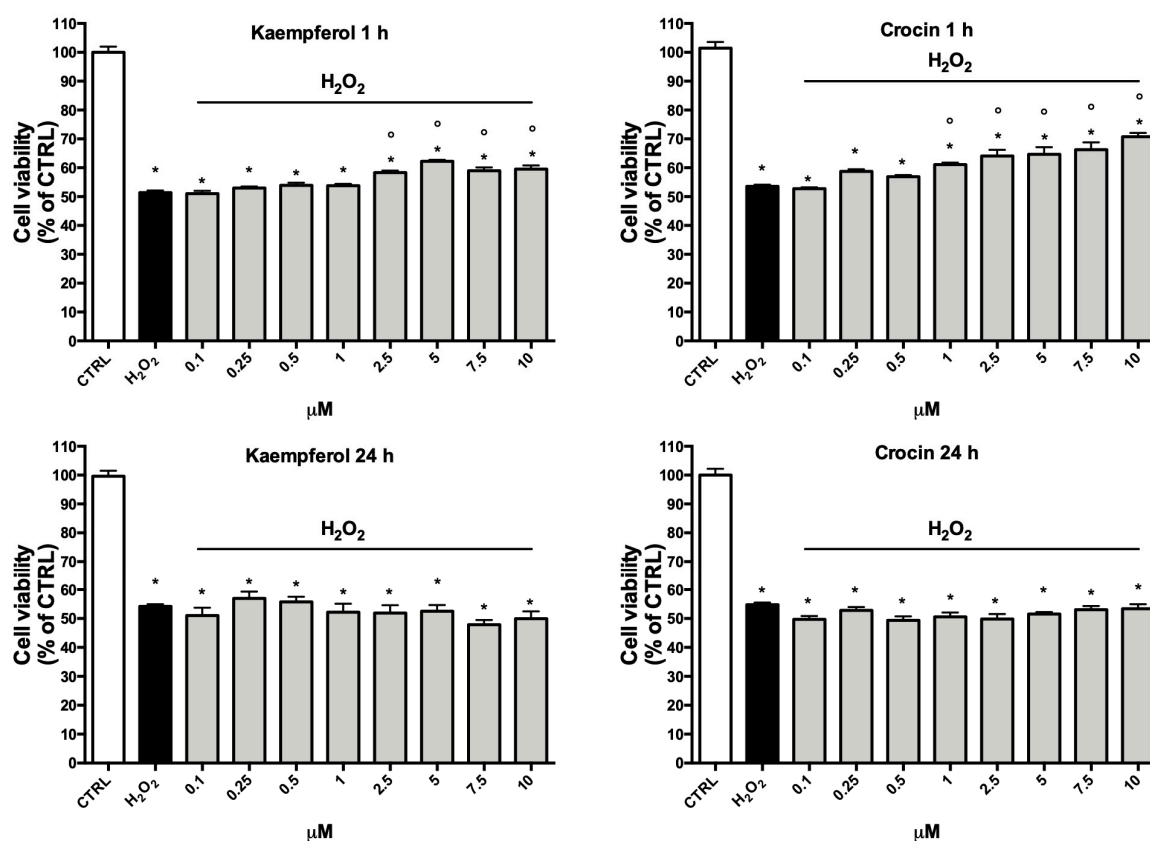 Kaempferol 1 h
H₂O₂
Cell viability
(% of CTRL)
110
100
90
80
70
60
50
40
30
20
10
0
* * * * * * * * * *
° ° ° °
CTRL H₂O₂ 0.1 0.25 0.5 1 2.5 5 7.5 10
μM
Crocin 1 h
H₂O₂
Cell viability
(% of CTRL)
110
100
90
80
70
60
50
40
30
20
10
0
° ° ° ° °
* * * * * * * * *
CTRL H₂O₂ 0.1 0.25 0.5 1 2.5 5 7.5 10
μM
Kaempferol 24 h
H₂O₂
Cell viability
(% of CTRL)
110
100
90
80
70
60
50
40
30
20
10
0
* * * * * * * * *
CTRL H₂O₂ 0.1 0.25 0.5 1 2.5 5 7.5 10
μM
Crocin 24 h
H₂O₂
Cell viability
(% of CTRL)
110
100
90
80
70
60
50
40
30
20
10
0
* * * * * * * * *
CTRL H₂O₂ 0.1 0.25 0.5 1 2.5 5 7.5 10
μM